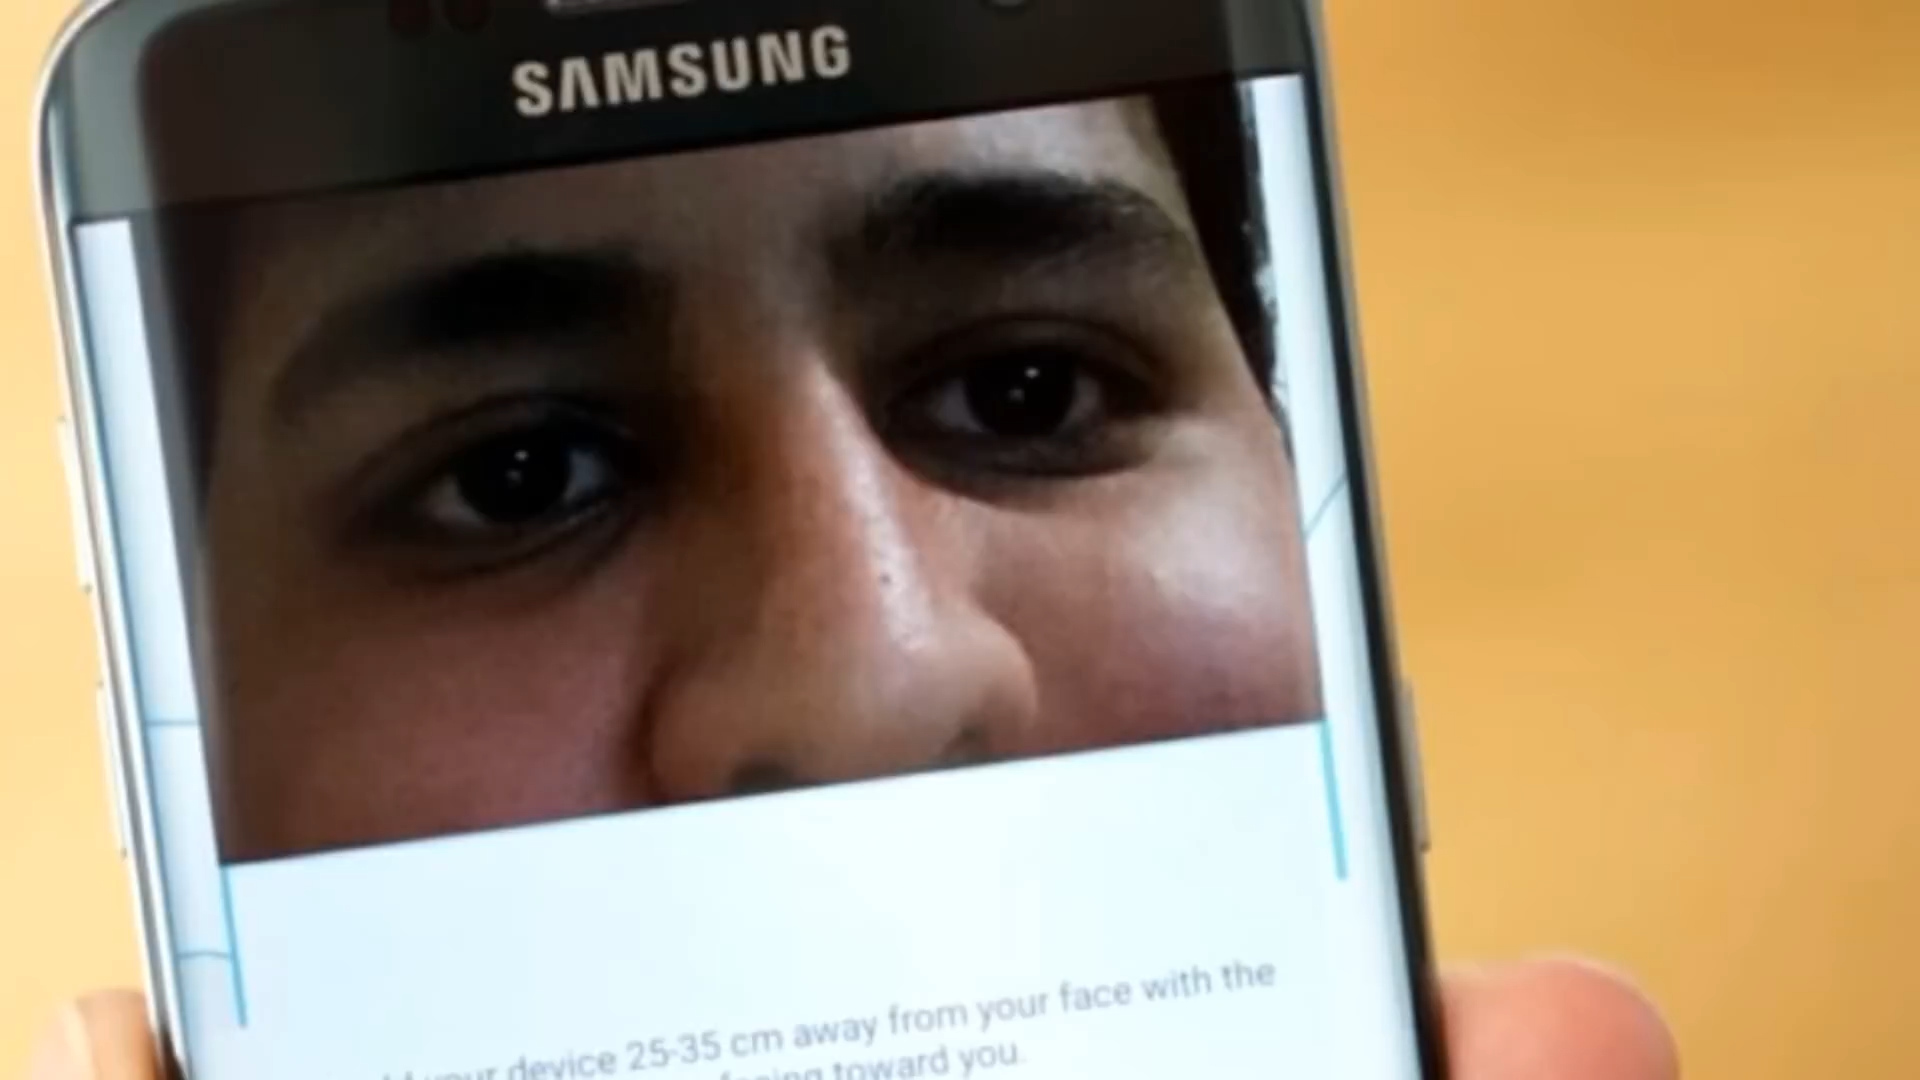 SAMSUNG
your device 25-35 cm away from your face with the
facing toward you.